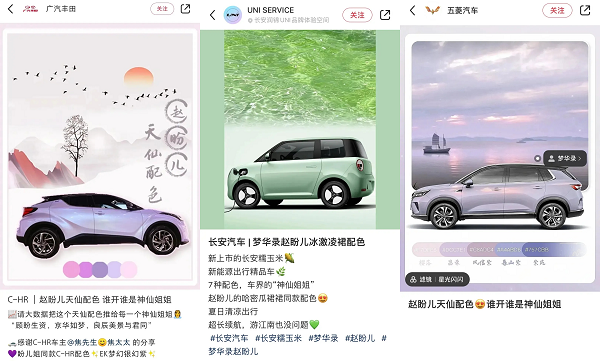 广汽丰田
关注
赵盼儿
天仙配色
C-HR ｜ 赵盼儿天仙配色 谁开谁是神仙姐姐
请大数据把这个天仙配色推给每一个神仙姐姐
“顾盼生资，京华如梦，良辰美景与君同”
感谢C-HR车主@焦先生 焦太太 的分享
盼儿姐同款C-HR配色✨EK梦幻很幻紫✨
UNI SERVICE
长安润锦UNI品牌体验空间
关注
长安汽车 | 梦华录赵盼儿冰激凌裙配色
新上市的长安糯玉米🌽
新能源出行精品车🌿
7种配色，车界的“神仙姐姐”
赵盼儿的哈密瓜裙褚同款配色😍
夏日清凉出行
超长续航，游江南也没问题💚
#长安汽车 #长安糯玉米 #梦华录 #赵盼儿 #
梦华录赵盼儿
五菱汽车
关注
梦华录 >
滤镜 | 星光闪闪
赵盼儿天仙配色😍谁开谁是神仙姐姐